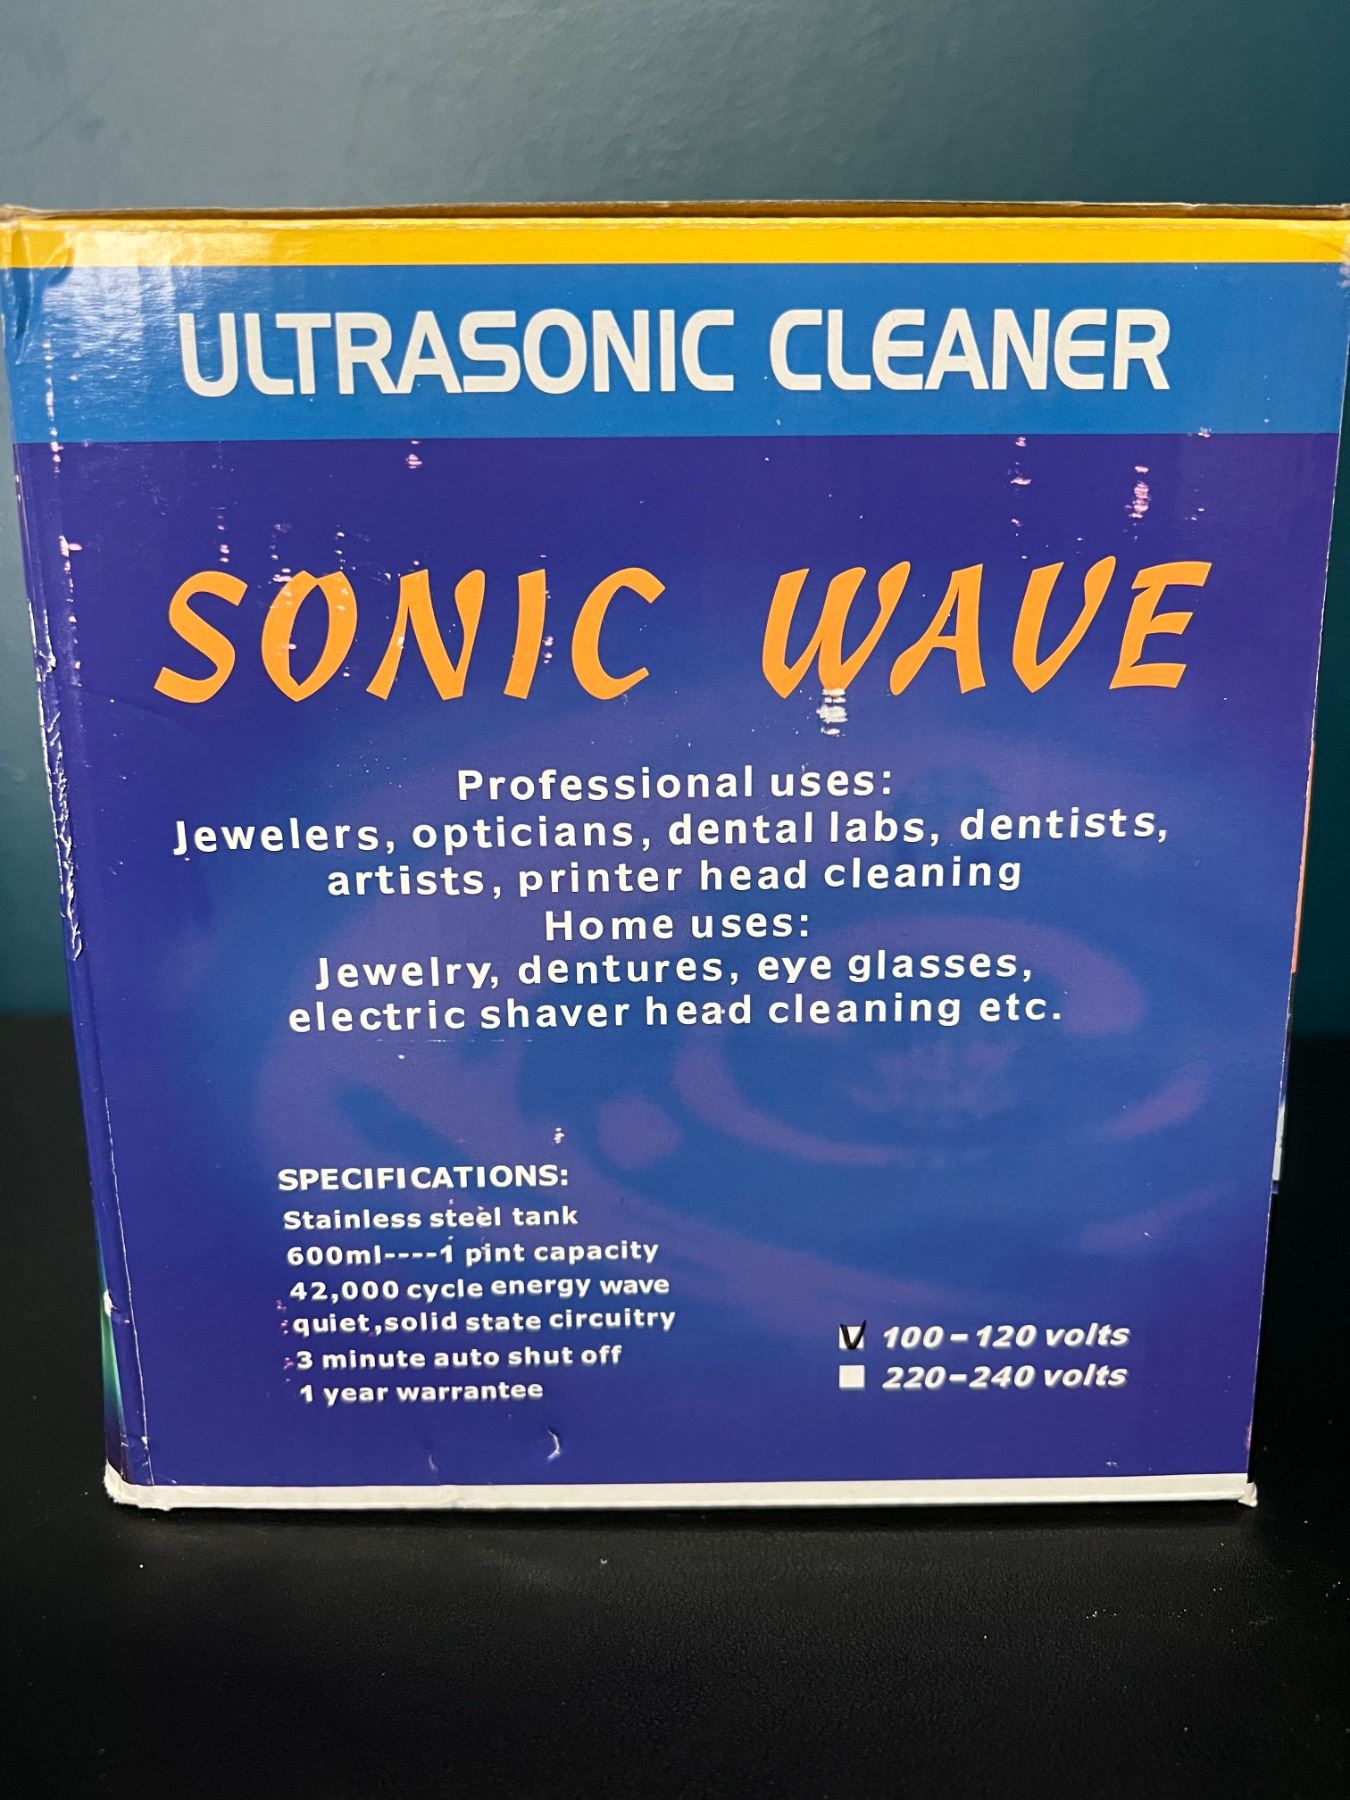 ULTRASONIC CLEANER
SONIC WAVE
Professional uses:
Jewelers, opticians, dental labs, dentists,
artists, printer head cleaning
Home uses:
Jewelry, dentures, eye glasses,
electric shaver head cleaning etc.
SPECIFICATIONS:
Stainless steel tank
600ml----1 pint capacity
42,000 cycle energy wave
quiet,solid state circuitry
3 minute auto shut off
1 year warrantee
100-120 volts
220-240 volts